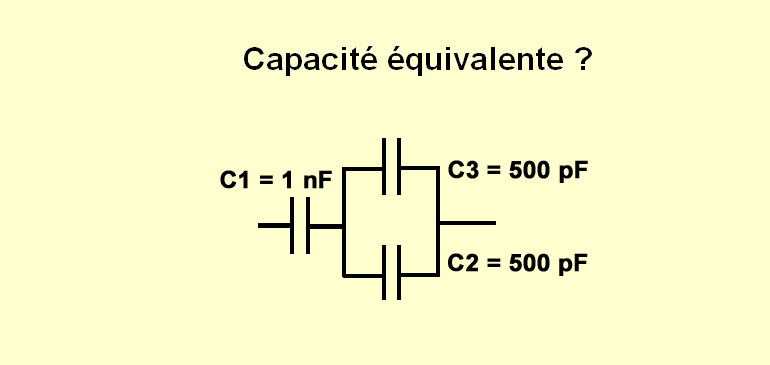 Capacité équivalente ?
C1 = 1 nF
C3 = 500 pF
C2 = 500 pF